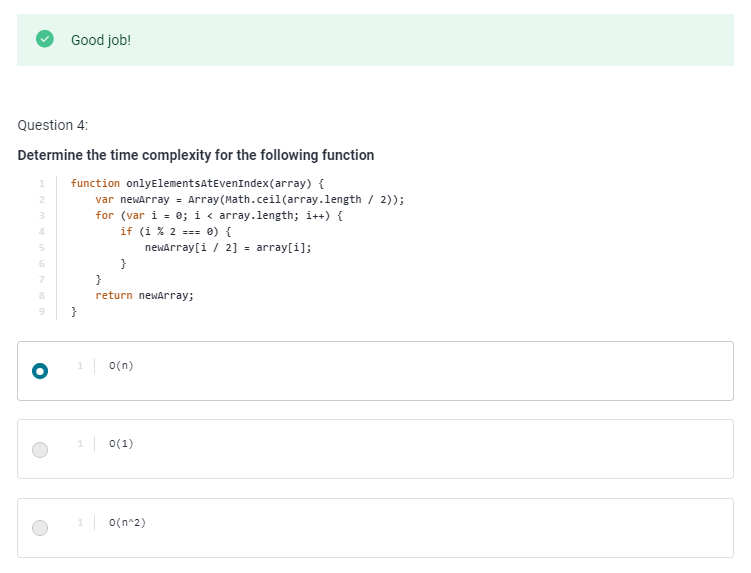 Good job!
Question 4:
Determine the time complexity for the following function
1 function onlyElementsAtEvenIndex(array) {
2 var newArray = Array(Math.ceil(array.length / 2));
3 for (var i = 0; i < array.length; i++) {
4 if (i % 2 === 0) {
5 newArray[i / 2] = array[i];
6 }
7 }
8 return newArray;
9 }
1 O(n)
1 O(1)
1 O(n^2)